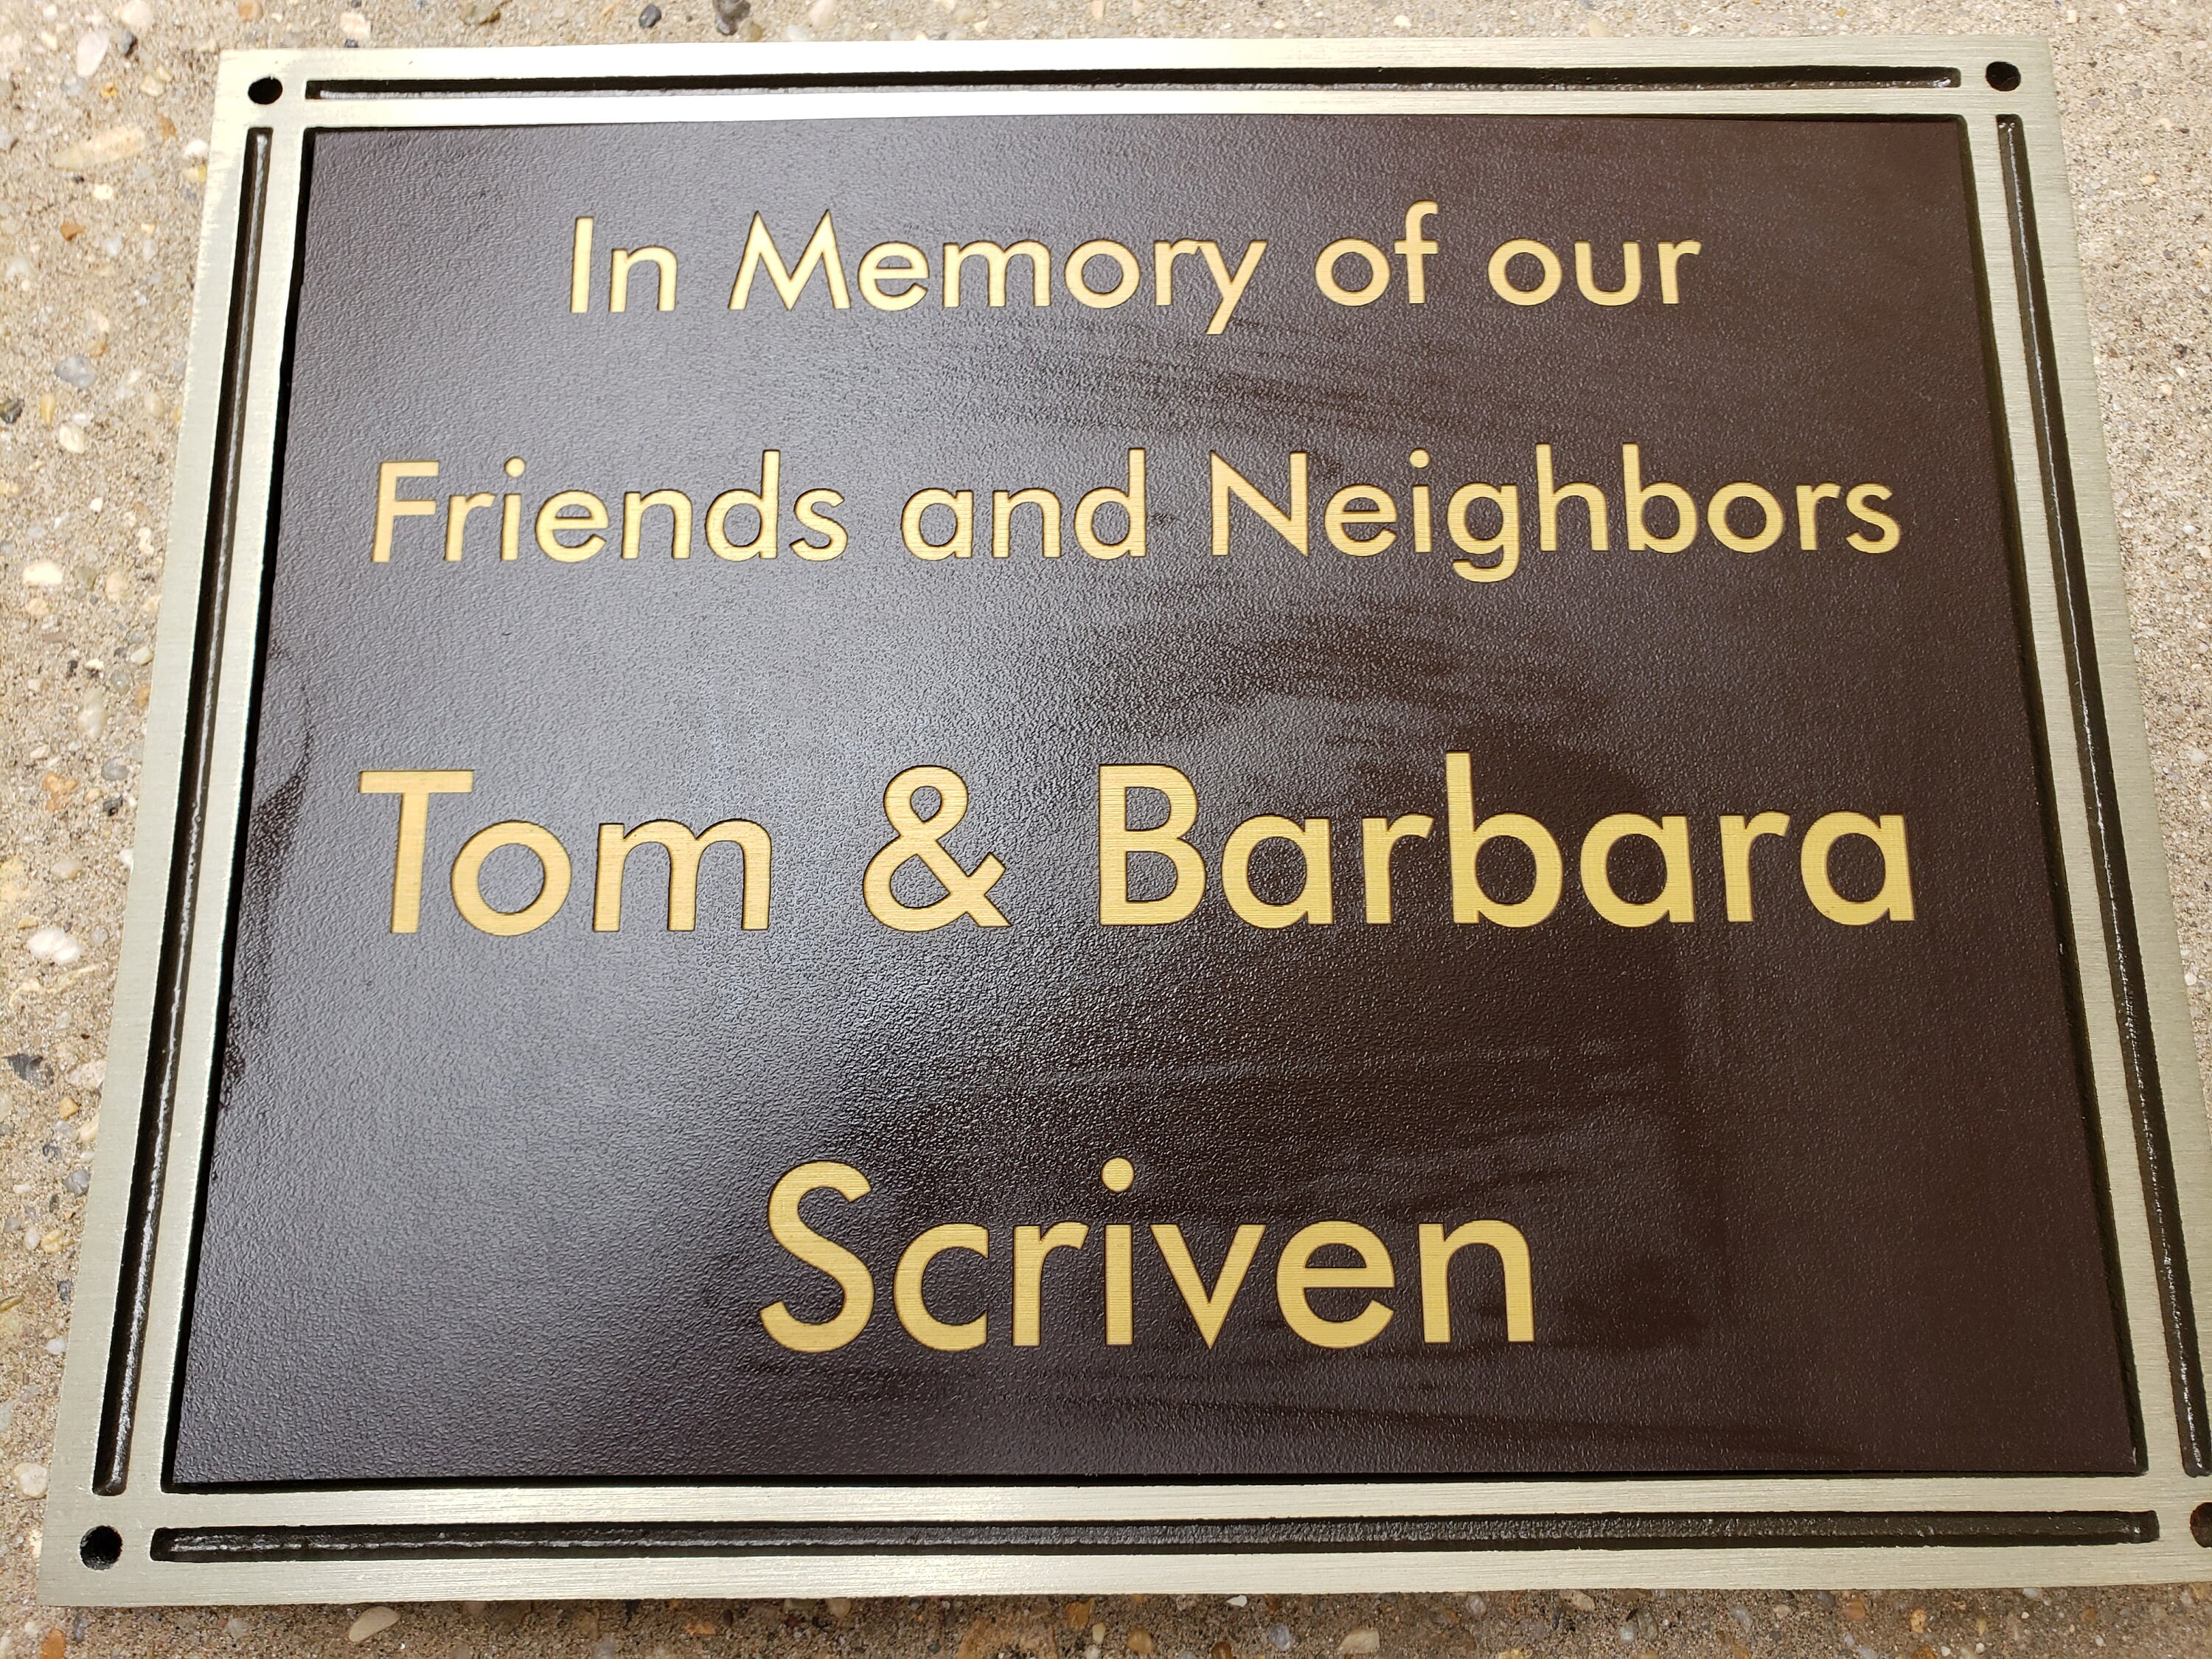 In Memory of our
Friends and Neighbors
Tom & Barbara
Scriven